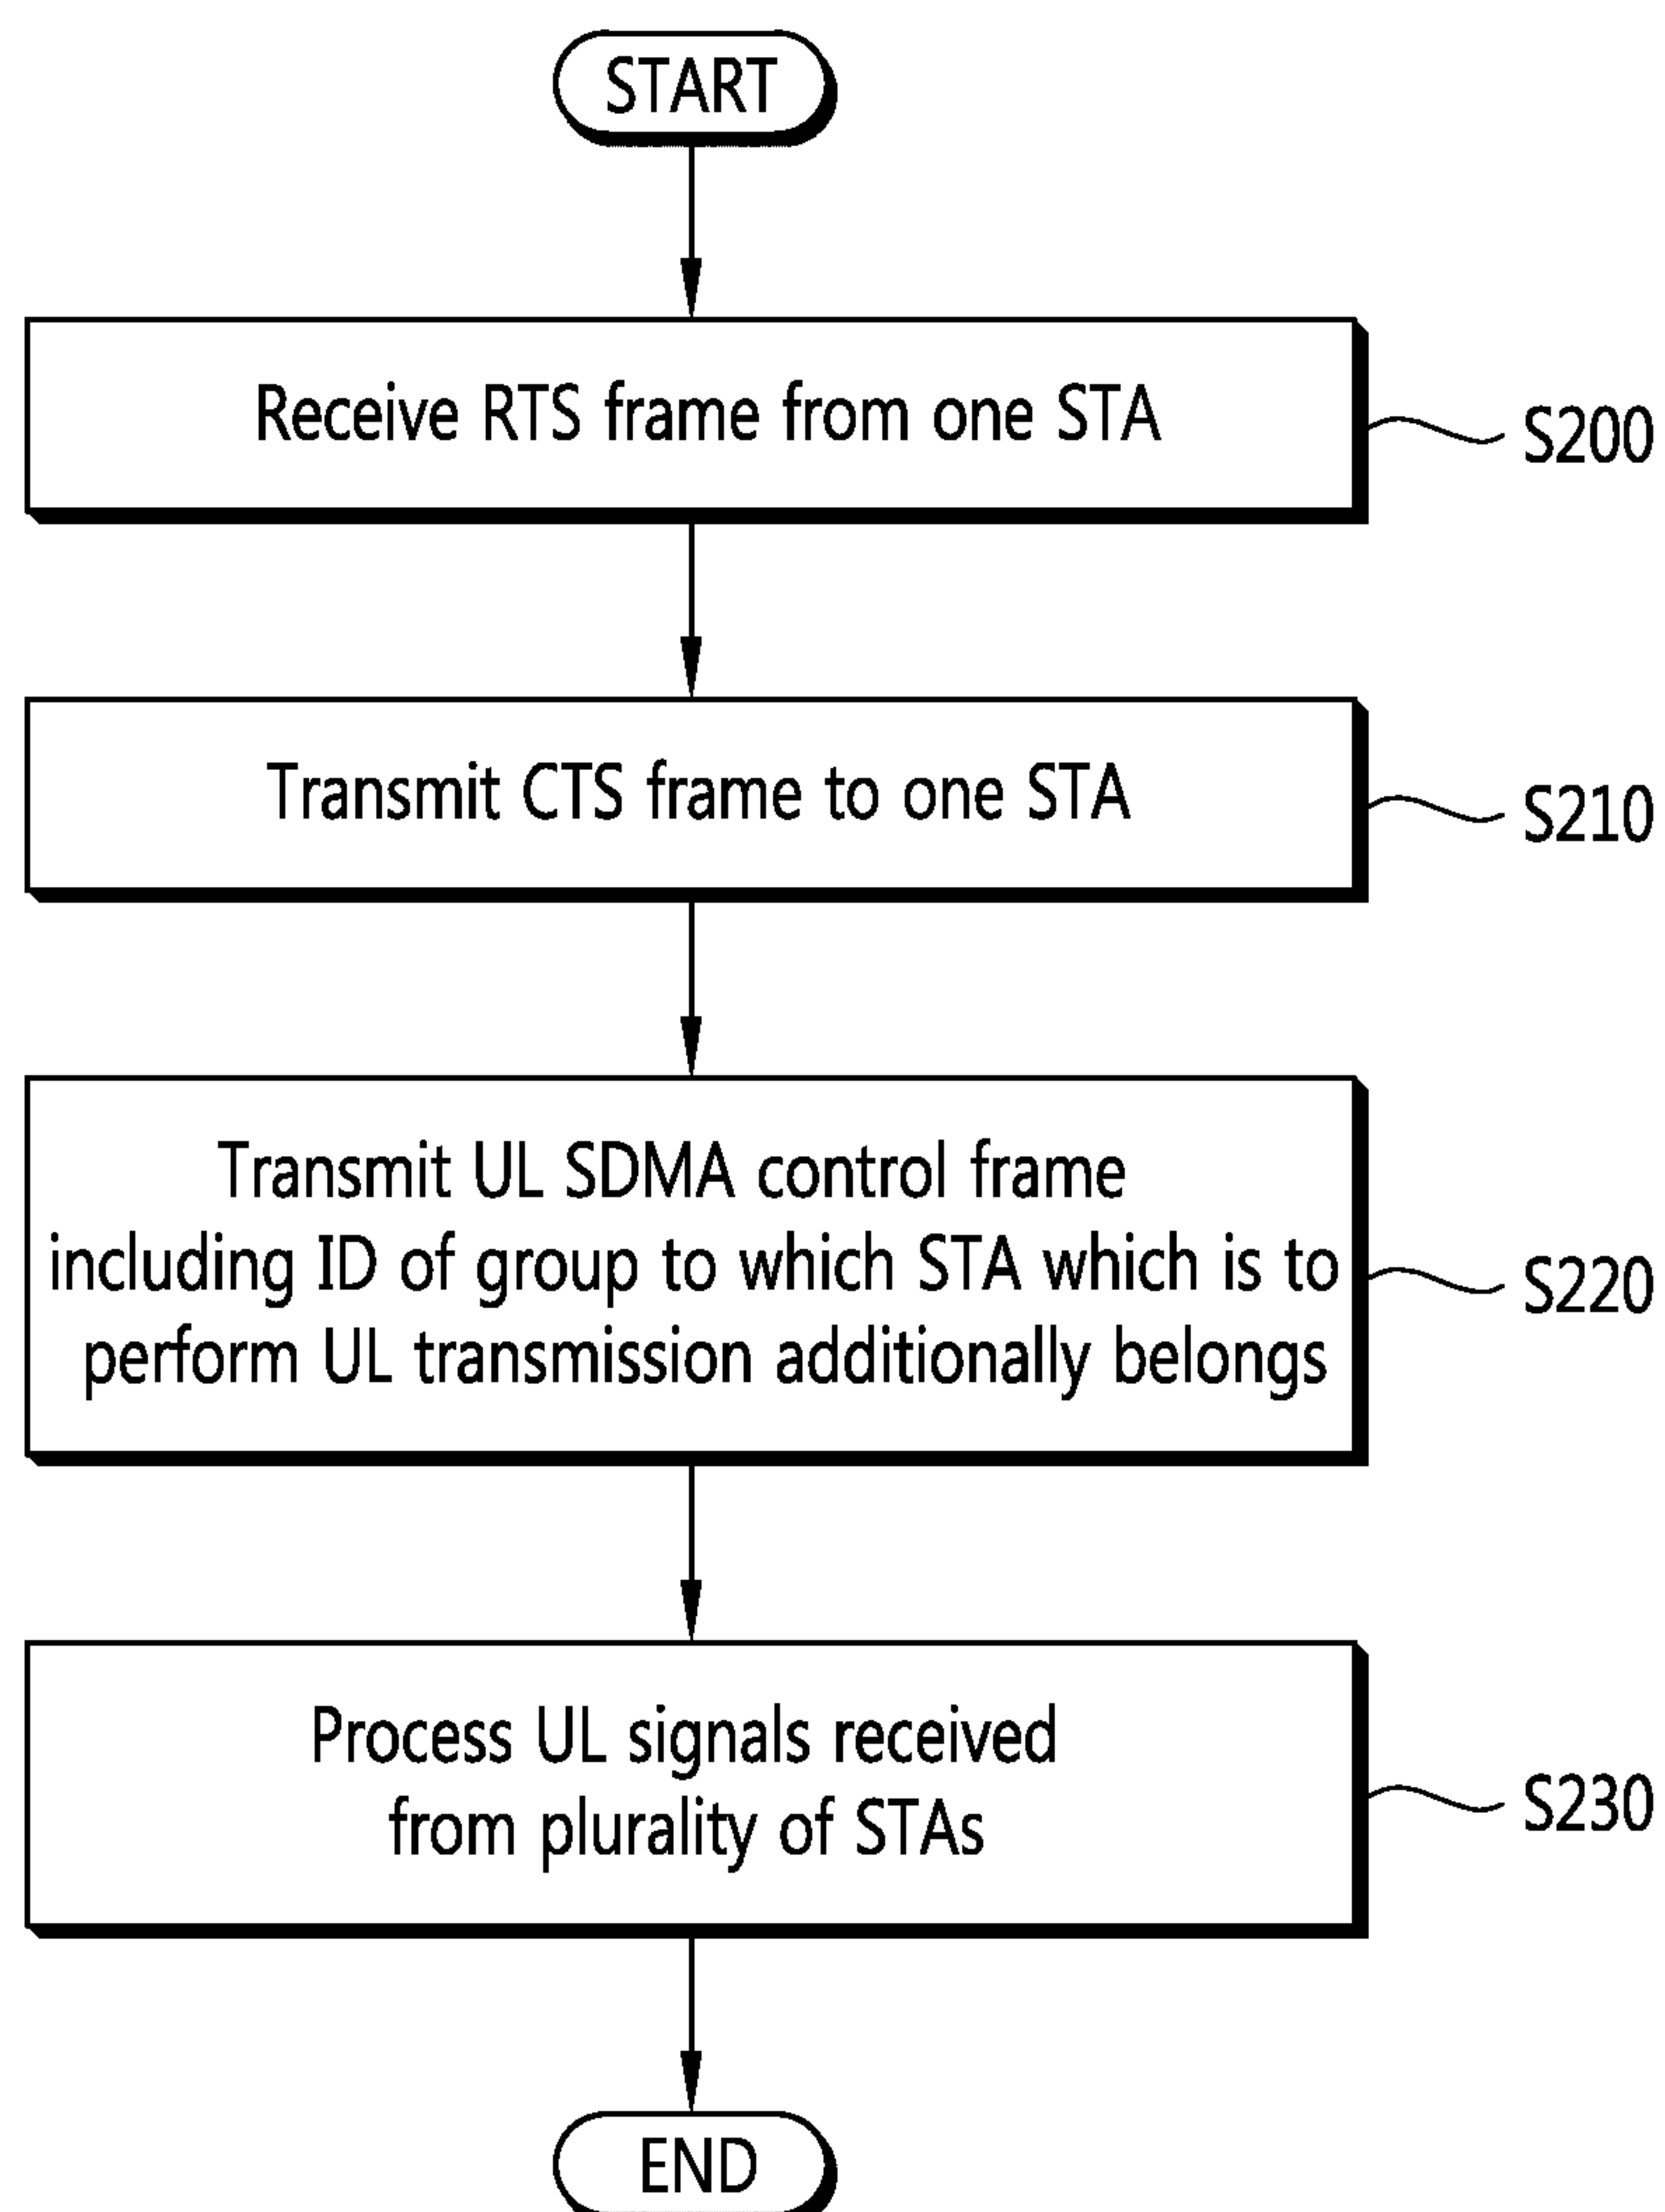 START
Receive RTS frame from one STA
S200
Transmit CTS frame to one STA
S210
Transmit UL SDMA control frame
including ID of group to which STA which is to
perform UL transmission additionally belongs
S220
Process UL signals received
from plurality of STAs
S230
END